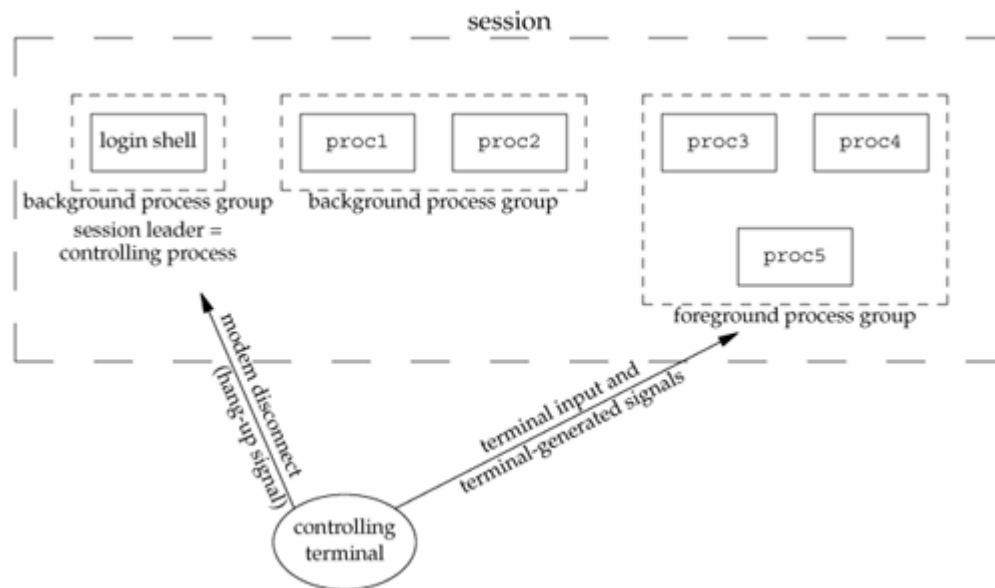 session
login shell
proc1
proc2
proc3
proc4
background process group
session leader =
controlling process
background process group
proc5
foreground process group
modem disconnect
(hang-up signal)
terminal input and
terminal-generated signals
controlling
terminal